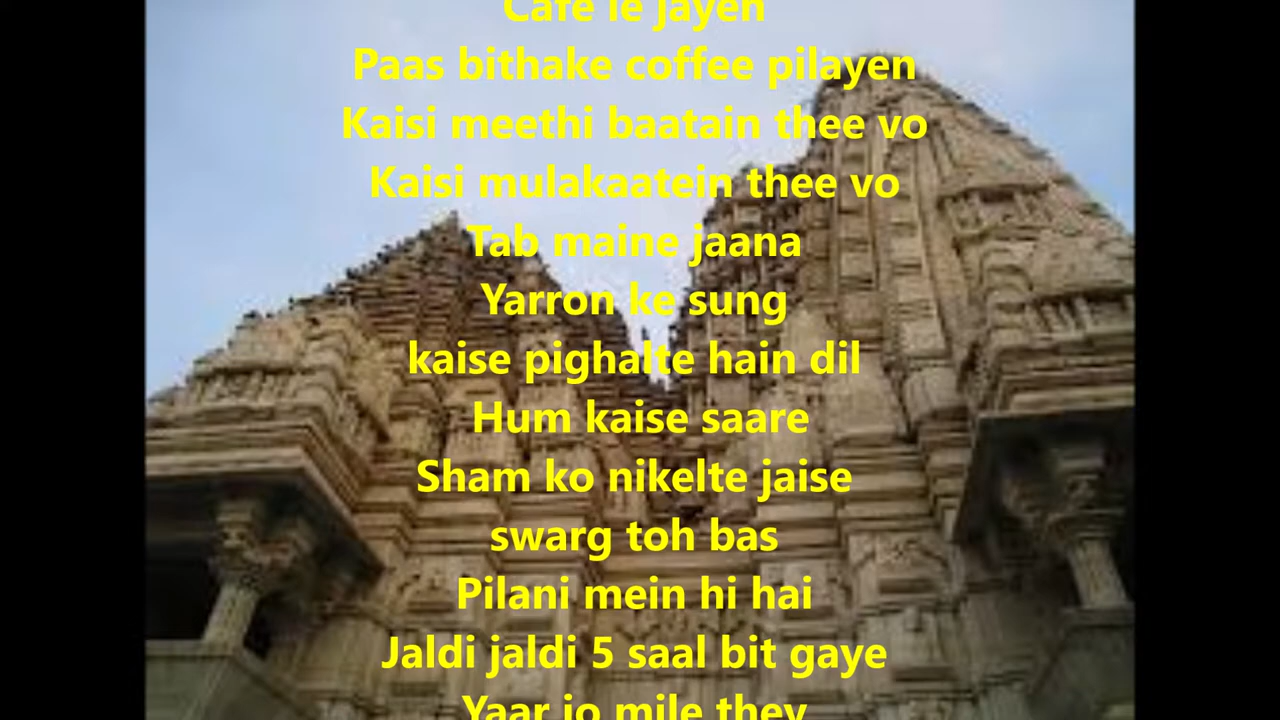 Cafe le jayen
Paas bithake coffee pilayen
Kaisi meethi baatain thee vo
Kaisi mulakaatein thee vo
Tab maine jaana
Yarron ke sung
kaise pighalte hain dil
Hum kaise saare
Sham ko nikelte jaise
swarg toh bas
Pilani mein hi hai
Jaldi jaldi 5 saal bit gaye
Yaar jo mile they